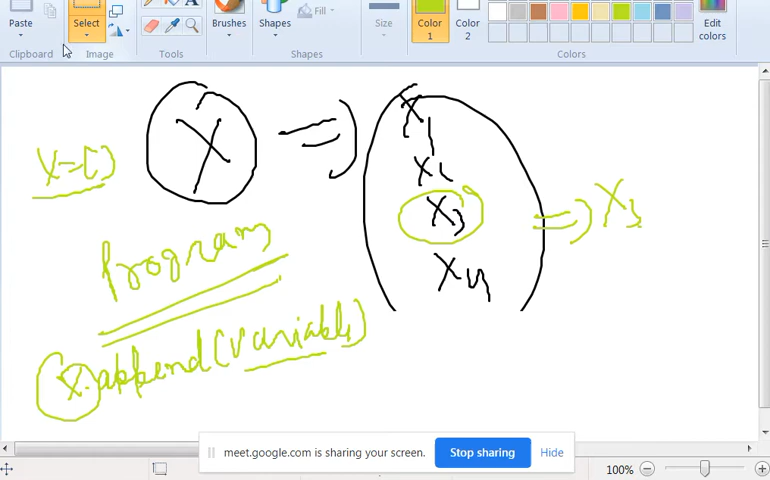 Paste
Select
Brushes
Shapes
Fill
Size
Color 1
Color 2
Edit colors
Clipboard
Image
Tools
Shapes
Colors
X
=>
X1
X2
X3
X4
=> X3
X=[]
Program
X.append(Variable)
meet.google.com is sharing your screen.
Stop sharing
Hide
100%